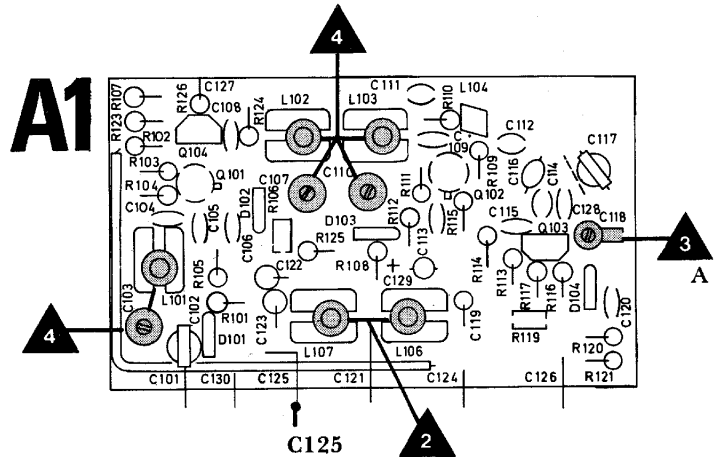 4
A1
R107
R126
C127
C108
R124
L102
L103
C111
R110
L104
R123
R102
Q104
C109
C112
C117
R103
Q101
D102
C107
R106
C110
R111
R109
Q102
C116
C114
R104
C104
C105
C106
D103
R112
R115
C115
C128
Q103
C118
3
A
R125
R108
C113
R114
R113
R117
R116
D104
C120
L101
R105
C122
C129
C103
C102
R101
C123
C119
R119
R120
4
D101
L107
L106
R121
C101
C130
C125
C121
C124
C126
C125
2